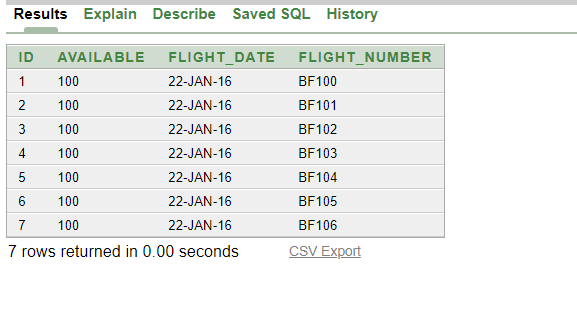 Results Explain Describe Saved SQL History
ID AVAILABLE FLIGHT_DATE FLIGHT_NUMBER
1 100 22-JAN-16 BF100
2 100 22-JAN-16 BF101
3 100 22-JAN-16 BF102
4 100 22-JAN-16 BF103
5 100 22-JAN-16 BF104
6 100 22-JAN-16 BF105
7 100 22-JAN-16 BF106
7 rows returned in 0.00 seconds CSV Export